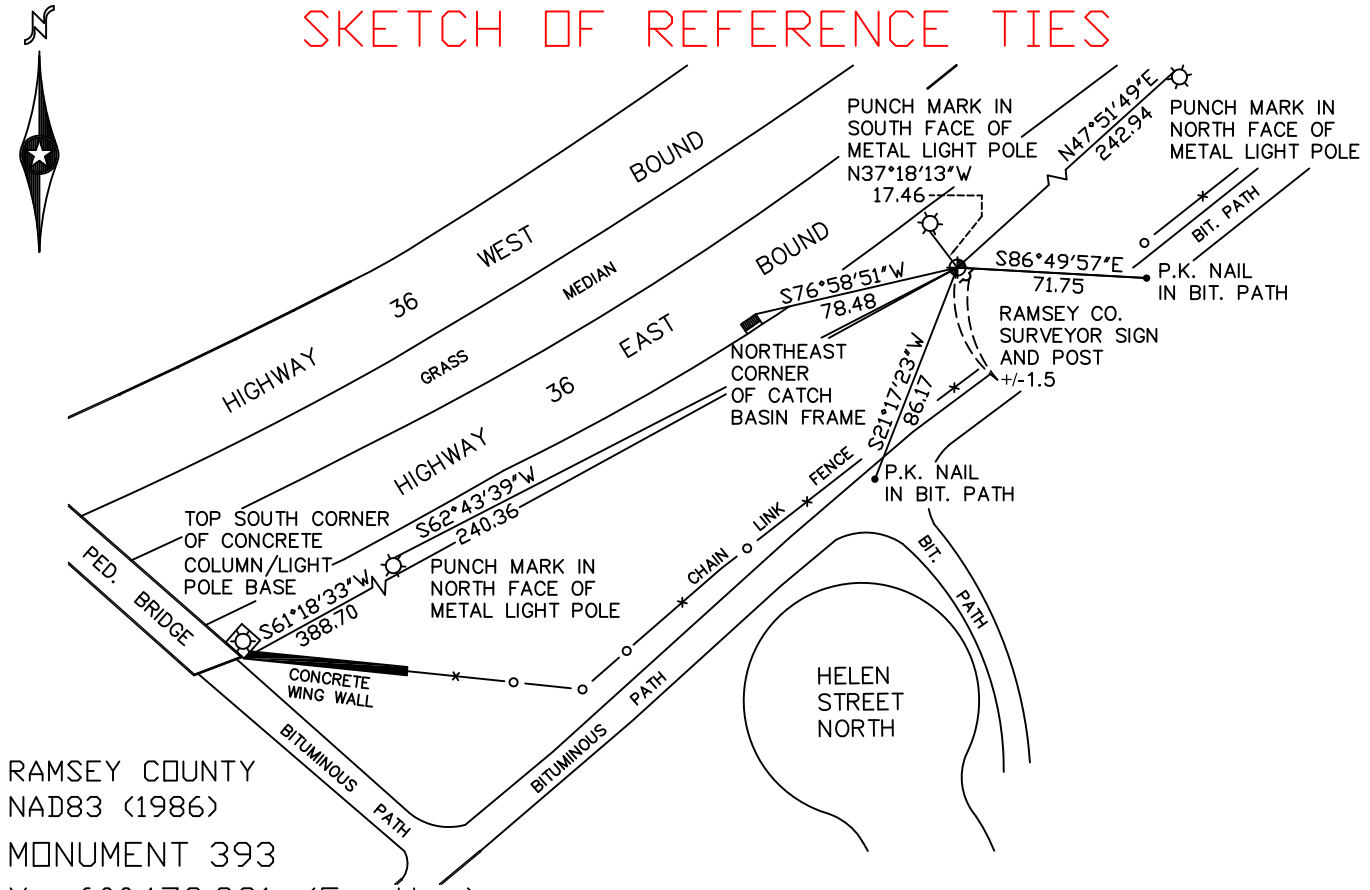 N
SKETCH OF REFERENCE TIES
PUNCH MARK IN
SOUTH FACE OF
METAL LIGHT POLE
N37°18'13"W
17.46
N47°51'49"E
242.94
PUNCH MARK IN
NORTH FACE OF
METAL LIGHT POLE
BIT. PATH
HIGHWAY 36 WEST BOUND
GRASS MEDIAN
HIGHWAY 36 EAST BOUND
S76°58'51"W
78.48
S86°49'57"E
71.75
P.K. NAIL
IN BIT. PATH
RAMSEY CO.
SURVEYOR SIGN
AND POST
+/-1.5
NORTHEAST
CORNER
OF CATCH
BASIN FRAME
S21°17'23"W
86.17
P.K. NAIL
IN BIT. PATH
CHAIN LINK FENCE
S62°43'39"W
240.36
TOP SOUTH CORNER
OF CONCRETE
COLUMN/LIGHT
POLE BASE
PED. BRIDGE
PUNCH MARK IN
NORTH FACE OF
METAL LIGHT POLE
S61°18'33"W
388.70
CONCRETE
WING WALL
BIT. PATH
HELEN
STREET
NORTH
BITUMINOUS PATH
BITUMINOUS PATH
RAMSEY COUNTY
NAD83 (1986)
MONUMENT 393